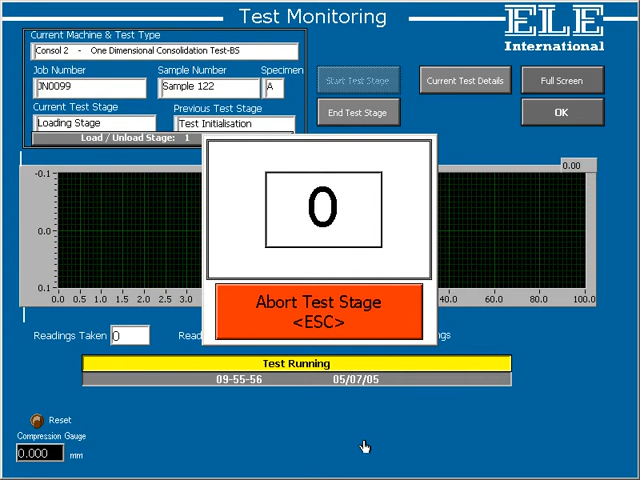 Test Monitoring
ELE
International
Current Machine & Test Type
Consol 2 - One Dimensional Consolidation Test-BS
Job Number Sample Number Specimen
JN0099 Sample 122 A
Start Test Stage Current Test Details Full Screen
Current Test Stage Previous Test Stage
Loading Stage Test Initialisation
End Test Stage OK
Load / Unload Stage: 1
0.00
-0.1
0.0
0.1
0
0.0 0.5 1.0 1.5 2.0 2.5 3.0 40.0 60.0 80.0 100.0
Abort Test Stage
<ESC>
Readings Taken 0
Test Running
09-55-56 05/07/05
Reset
Compression Gauge
0.000 mm